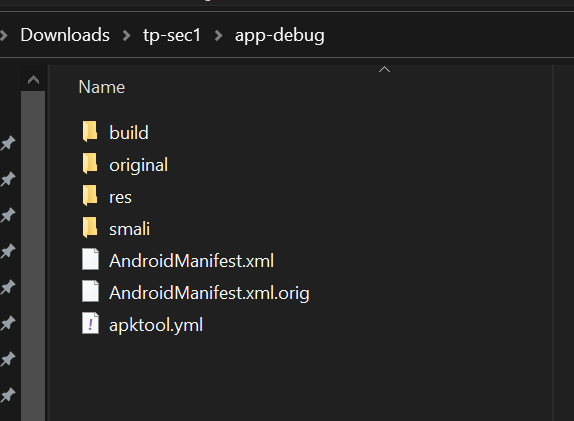 Downloads > tp-sec1 > app-debug
Name
build
original
res
smali
AndroidManifest.xml
AndroidManifest.xml.orig
apktool.yml